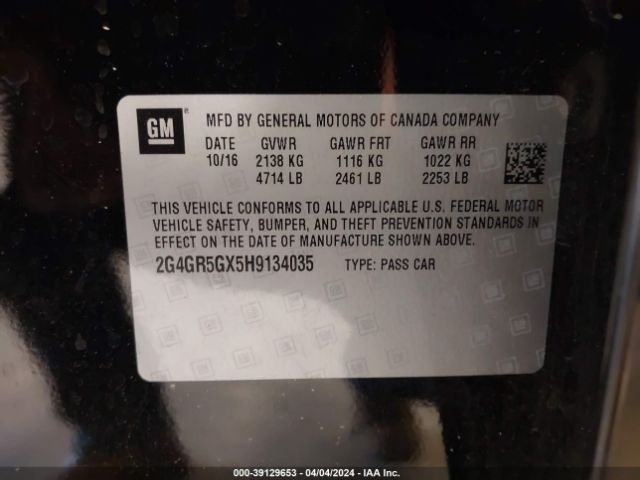 GM ® MFD BY GENERAL MOTORS OF CANADA COMPANY
DATE GVWR GAWR FRT GAWR RR
10/16 2138 KG 1116 KG 1022 KG
4714 LB 2461 LB 2253 LB
THIS VEHICLE CONFORMS TO ALL APPLICABLE U.S. FEDERAL MOTOR
VEHICLE SAFETY, BUMPER, AND THEFT PREVENTION STANDARDS IN
EFFECT ON THE DATE OF MANUFACTURE SHOWN ABOVE.
2G4GR5GX5H9134035 TYPE: PASS CAR
000-39129653 - 04/04/2024 - IAA Inc.